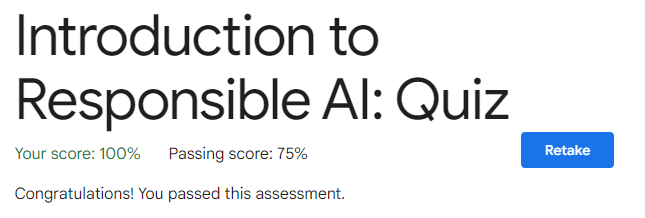 Introduction to
Responsible AI: Quiz
Your score: 100% Passing score: 75%
Retake
Congratulations! You passed this assessment.